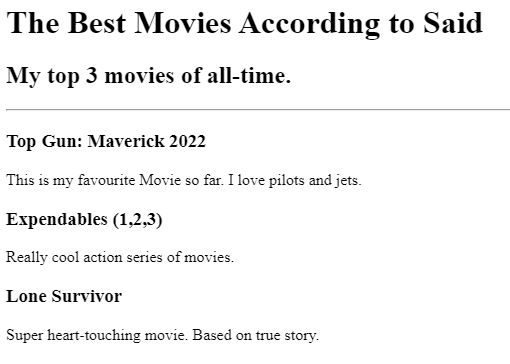 The Best Movies According to Said
My top 3 movies of all-time.
Top Gun: Maverick 2022
This is my favourite Movie so far. I love pilots and jets.
Expendables (1,2,3)
Really cool action series of movies.
Lone Survivor
Super heart-touching movie. Based on true story.